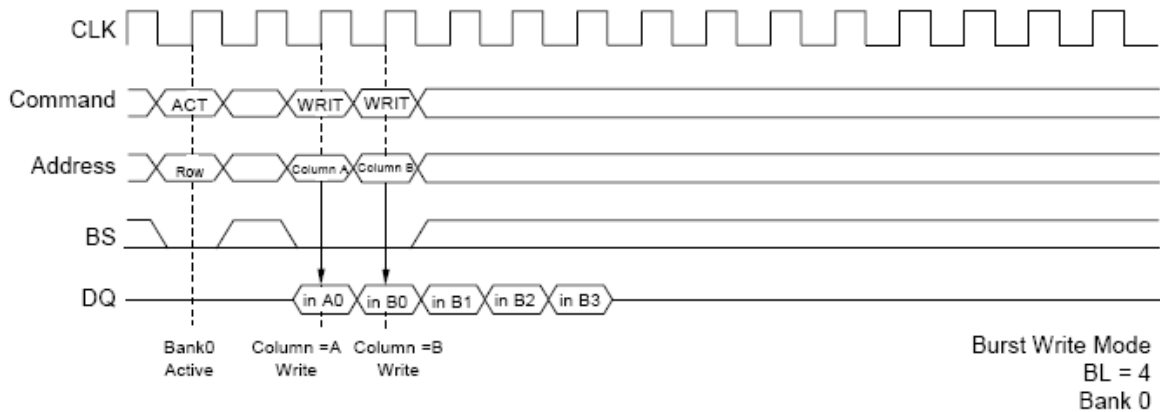 CLK
Command ACT WRIT WRIT
Address Row Column A Column B
BS
DQ in A0 in B0 in B1 in B2 in B3
Bank0 Column =A Column =B
Active Write Write
Burst Write Mode
BL = 4
Bank 0